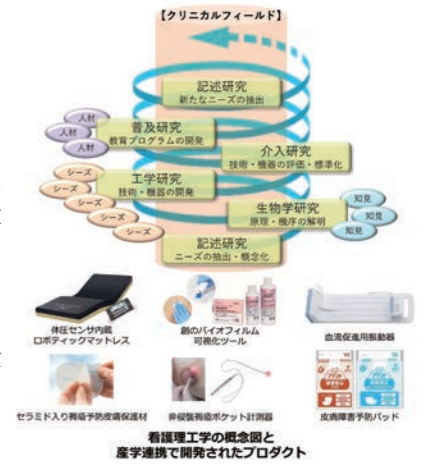 【クリニカルフィールド】
記述研究
新たなニーズの抽出
人材
人材
人材
普及研究
教育プログラムの開発
介入研究
技術・機器の評価・標準化
シーズ
シーズ
シーズ
シーズ
工学研究
技術・機器の開発
生物学研究
原理・機序の解明
知見
知見
知見
記述研究
ニーズの抽出・概念化
体圧センサ内蔵
ロボティックマットレス
創のバイオフィルム
可視化ツール
血流促進用振動器
セラミド入り褥瘡予防皮膚保護材
非侵襲褥瘡ポケット計測器
皮膚障害予防パッド
看護理工学の概念図と
産学連携で開発されたプロダクト